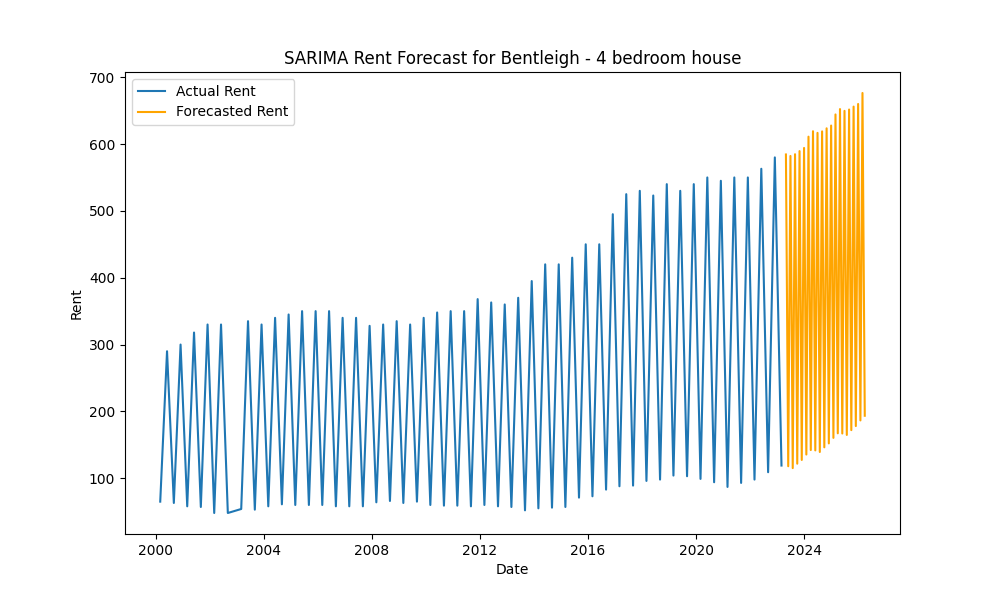 SARIMA Rent Forecast for Bentleigh - 4 bedroom house
Actual Rent
Forecasted Rent
700
600
500
400
300
200
100
Rent
2000
2004
2008
2012
2016
2020
2024
Date